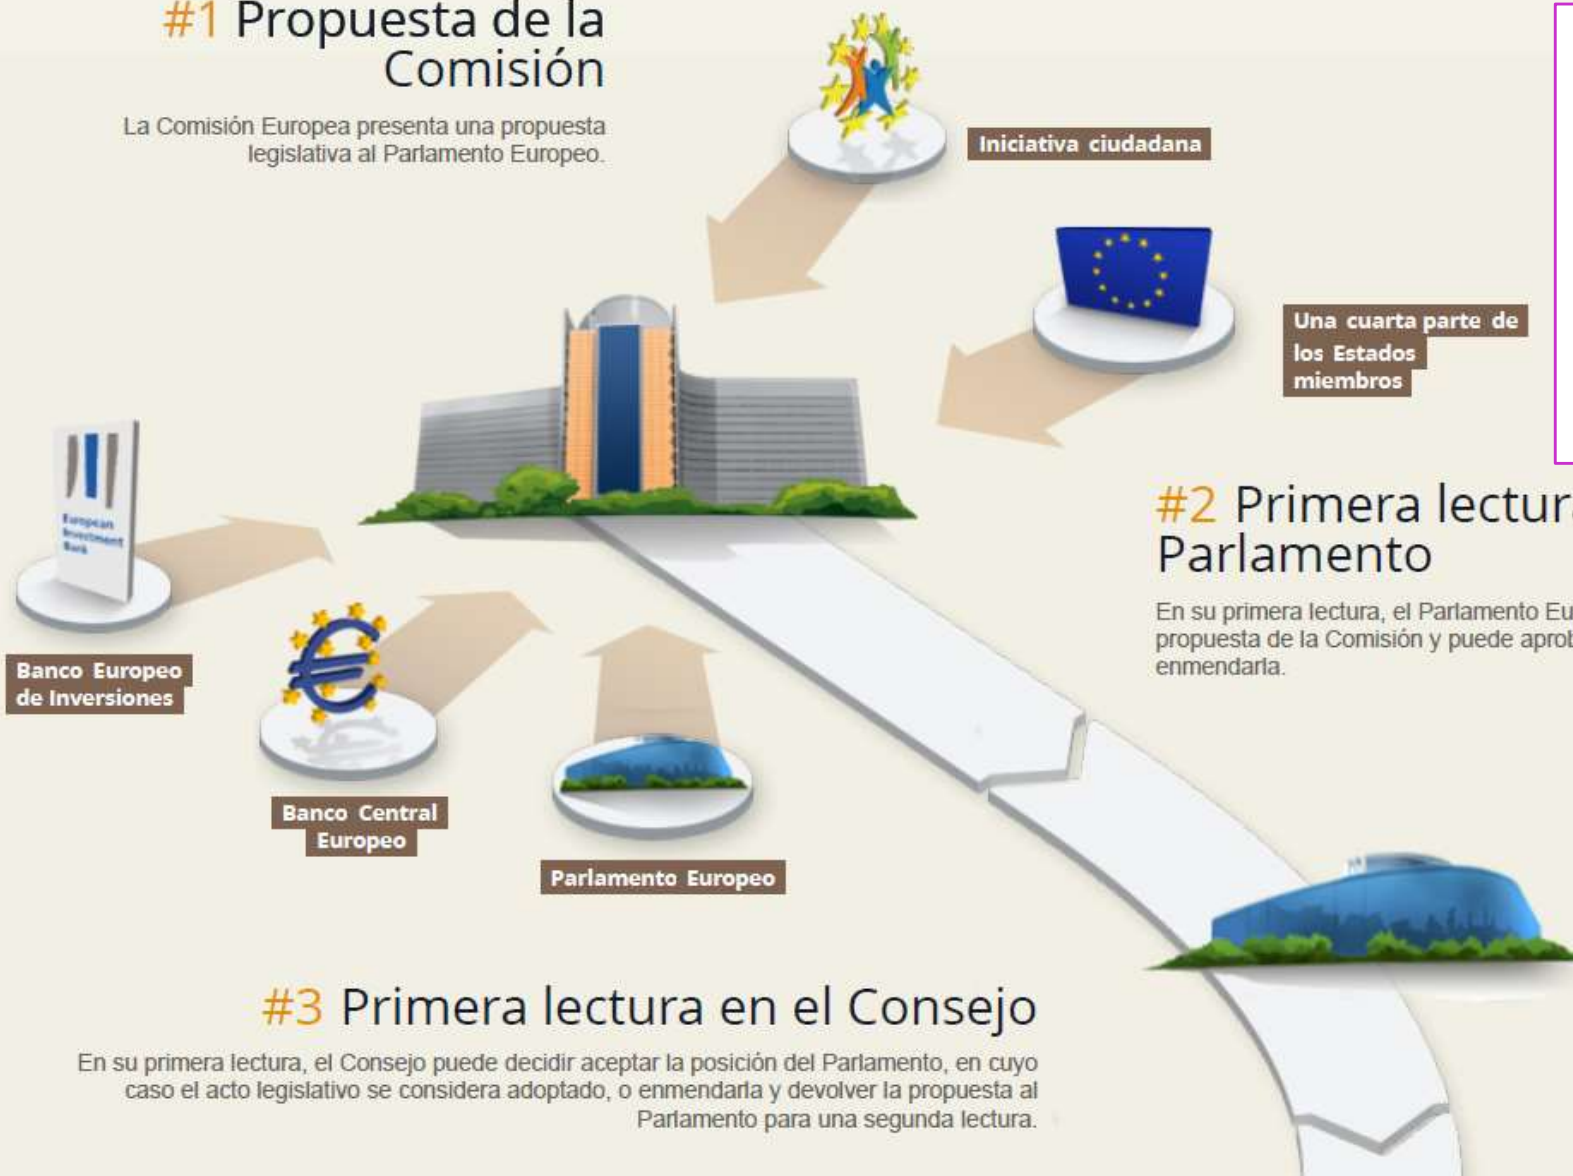 #1 Propuesta de la
Comisión
La Comisión Europea presenta una propuesta
legislativa al Parlamento Europeo.
Iniciativa ciudadana
Una cuarta parte de
los Estados
miembros
European
Investment
Bank
Banco Europeo
de Inversiones
Banco Central
Europeo
Parlamento Europeo
#2 Primera
Parlamento
En su primera lectura, el Parlamento
propuesta de la Comisión y puede
enmendarla.
#3 Primera lectura en el Consejo
En su primera lectura, el Consejo puede decidir aceptar la posición del Parlamento, en cuyo
caso el acto legislativo se considera adoptado, o enmendarla y devolver la propuesta al
Parlamento para una segunda lectura.